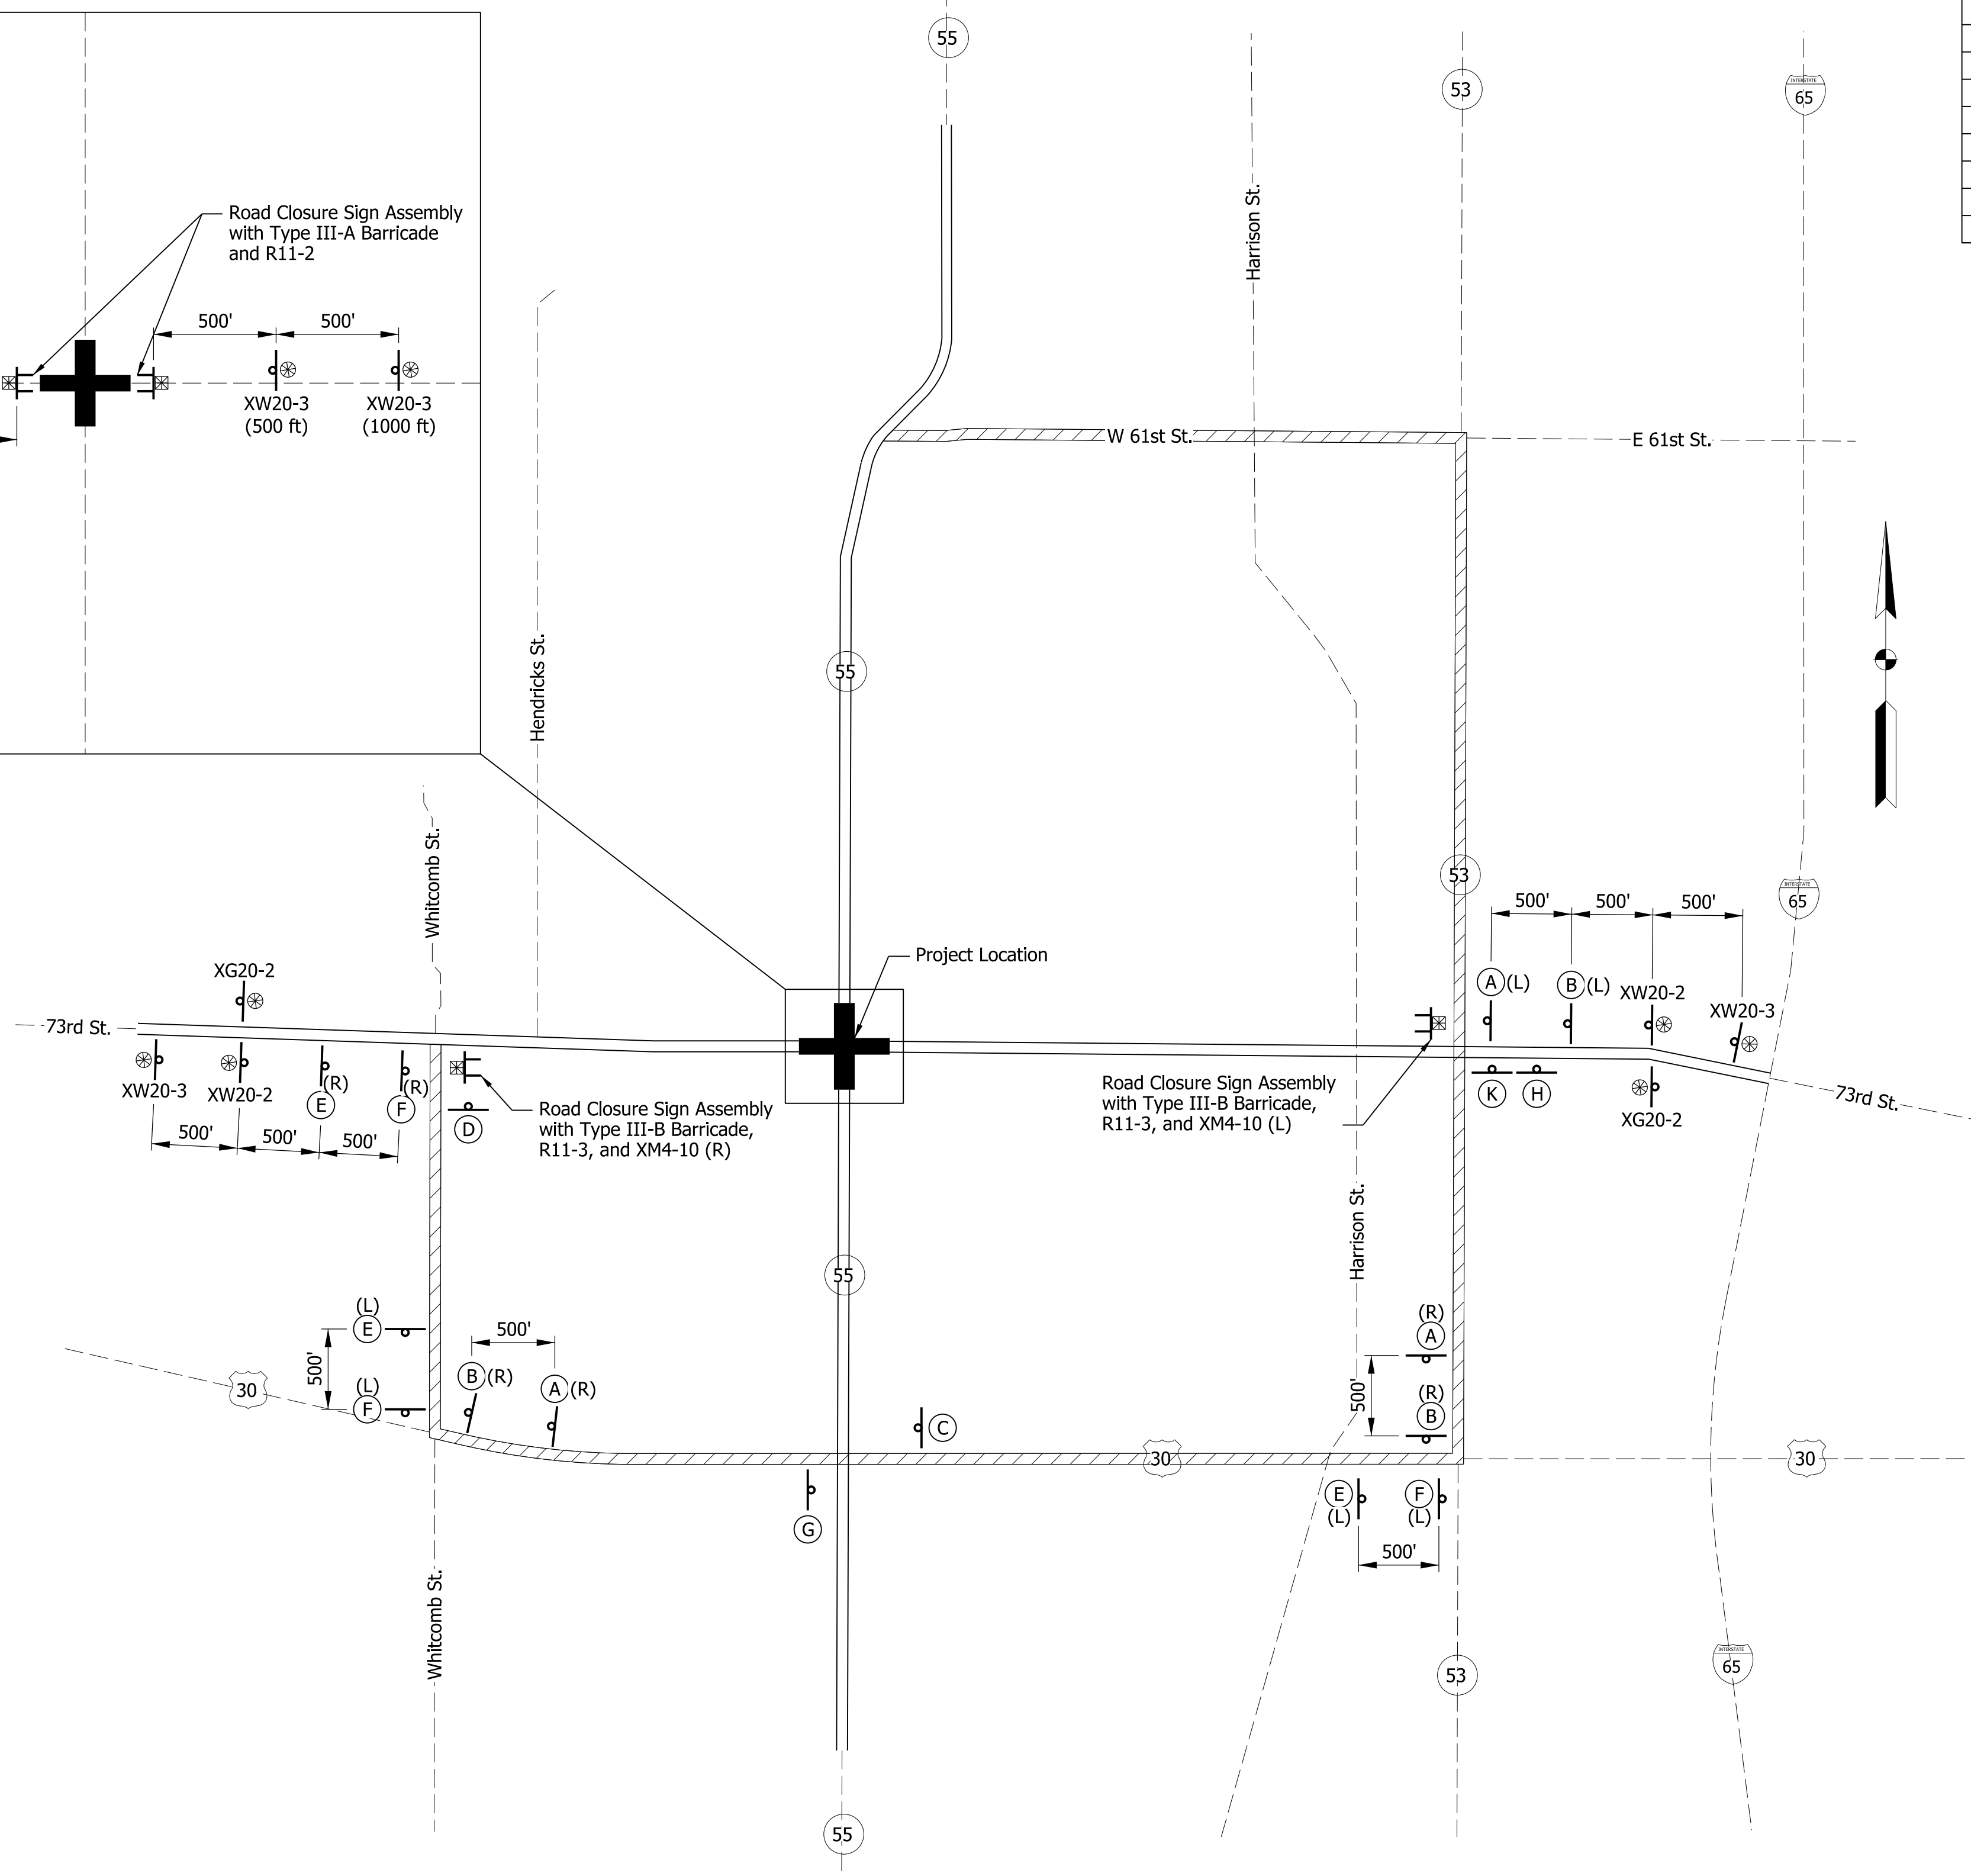 55
53
INTERSTATE
65
Road Closure Sign Assembly
with Type III-A Barricade
and R11-2
Harrison St.
500'
500'
XW20-3
(500 ft)
XW20-3
(1000 ft)
W 61st St.
E 61st St.
Hendricks St.
55
Whitcomb St.
53
INTERSTATE
65
500'
500'
500'
Project Location
XG20-2
A (L)
B (L)
XW20-2
XW20-3
73rd St.
XW20-3
XW20-2
(R)
E
(R)
F
500'
500'
500'
D
Road Closure Sign Assembly
with Type III-B Barricade,
R11-3, and XM4-10 (R)
Road Closure Sign Assembly
with Type III-B Barricade,
R11-3, and XM4-10 (L)
K
H
XG20-2
73rd St.
Harrison St.
55
(L)
E
500'
(L)
F
500'
B (R)
A (R)
30
(R)
A
500'
(R)
B
C
30
30
G
E
(L)
F
(L)
500'
Whitcomb St.
53
INTERSTATE
65
55